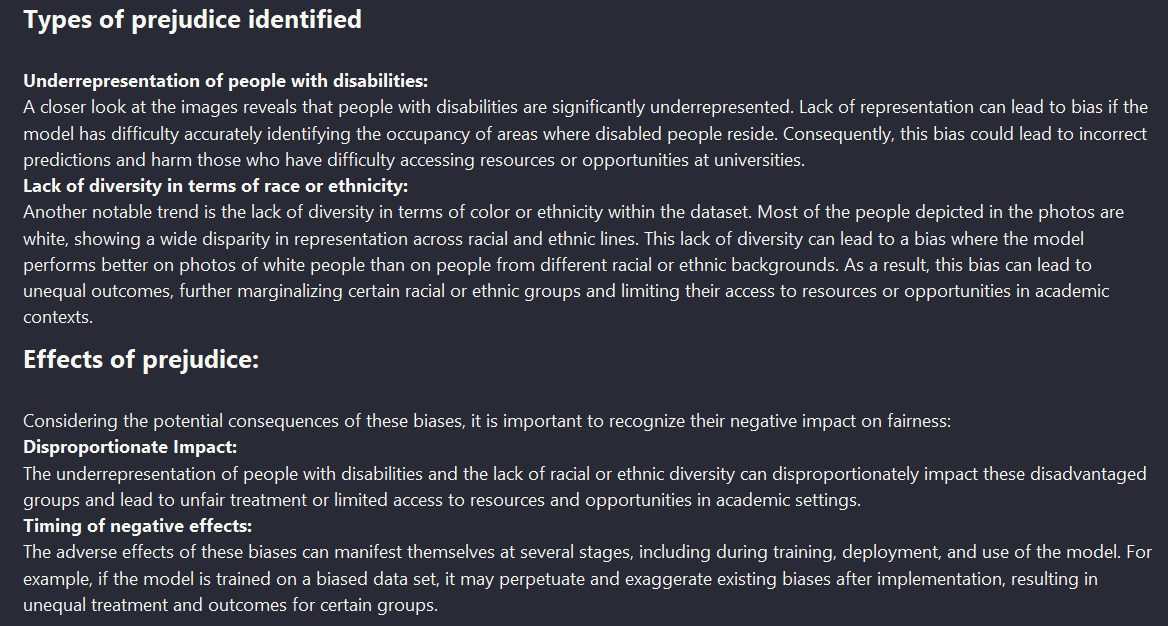 Types of prejudice identified
Underrepresentation of people with disabilities:
A closer look at the images reveals that people with disabilities are significantly underrepresented. Lack of representation can lead to bias if the
model has difficulty accurately identifying the occupancy of areas where disabled people reside. Consequently, this bias could lead to incorrect
predictions and harm those who have difficulty accessing resources or opportunities at universities.
Lack of diversity in terms of race or ethnicity:
Another notable trend is the lack of diversity in terms of color or ethnicity within the dataset. Most of the people depicted in the photos are
white, showing a wide disparity in representation across racial and ethnic lines. This lack of diversity can lead to a bias where the model
performs better on photos of white people than on people from different racial or ethnic backgrounds. As a result, this bias can lead to
unequal outcomes, further marginalizing certain racial or ethnic groups and limiting their access to resources or opportunities in academic
contexts.
Effects of prejudice:
Considering the potential consequences of these biases, it is important to recognize their negative impact on fairness:
Disproportionate Impact:
The underrepresentation of people with disabilities and the lack of racial or ethnic diversity can disproportionately impact these disadvantaged
groups and lead to unfair treatment or limited access to resources and opportunities in academic settings.
Timing of negative effects:
The adverse effects of these biases can manifest themselves at several stages, including during training, deployment, and use of the model. For
example, if the model is trained on a biased data set, it may perpetuate and exaggerate existing biases after implementation, resulting in
unequal treatment and outcomes for certain groups.